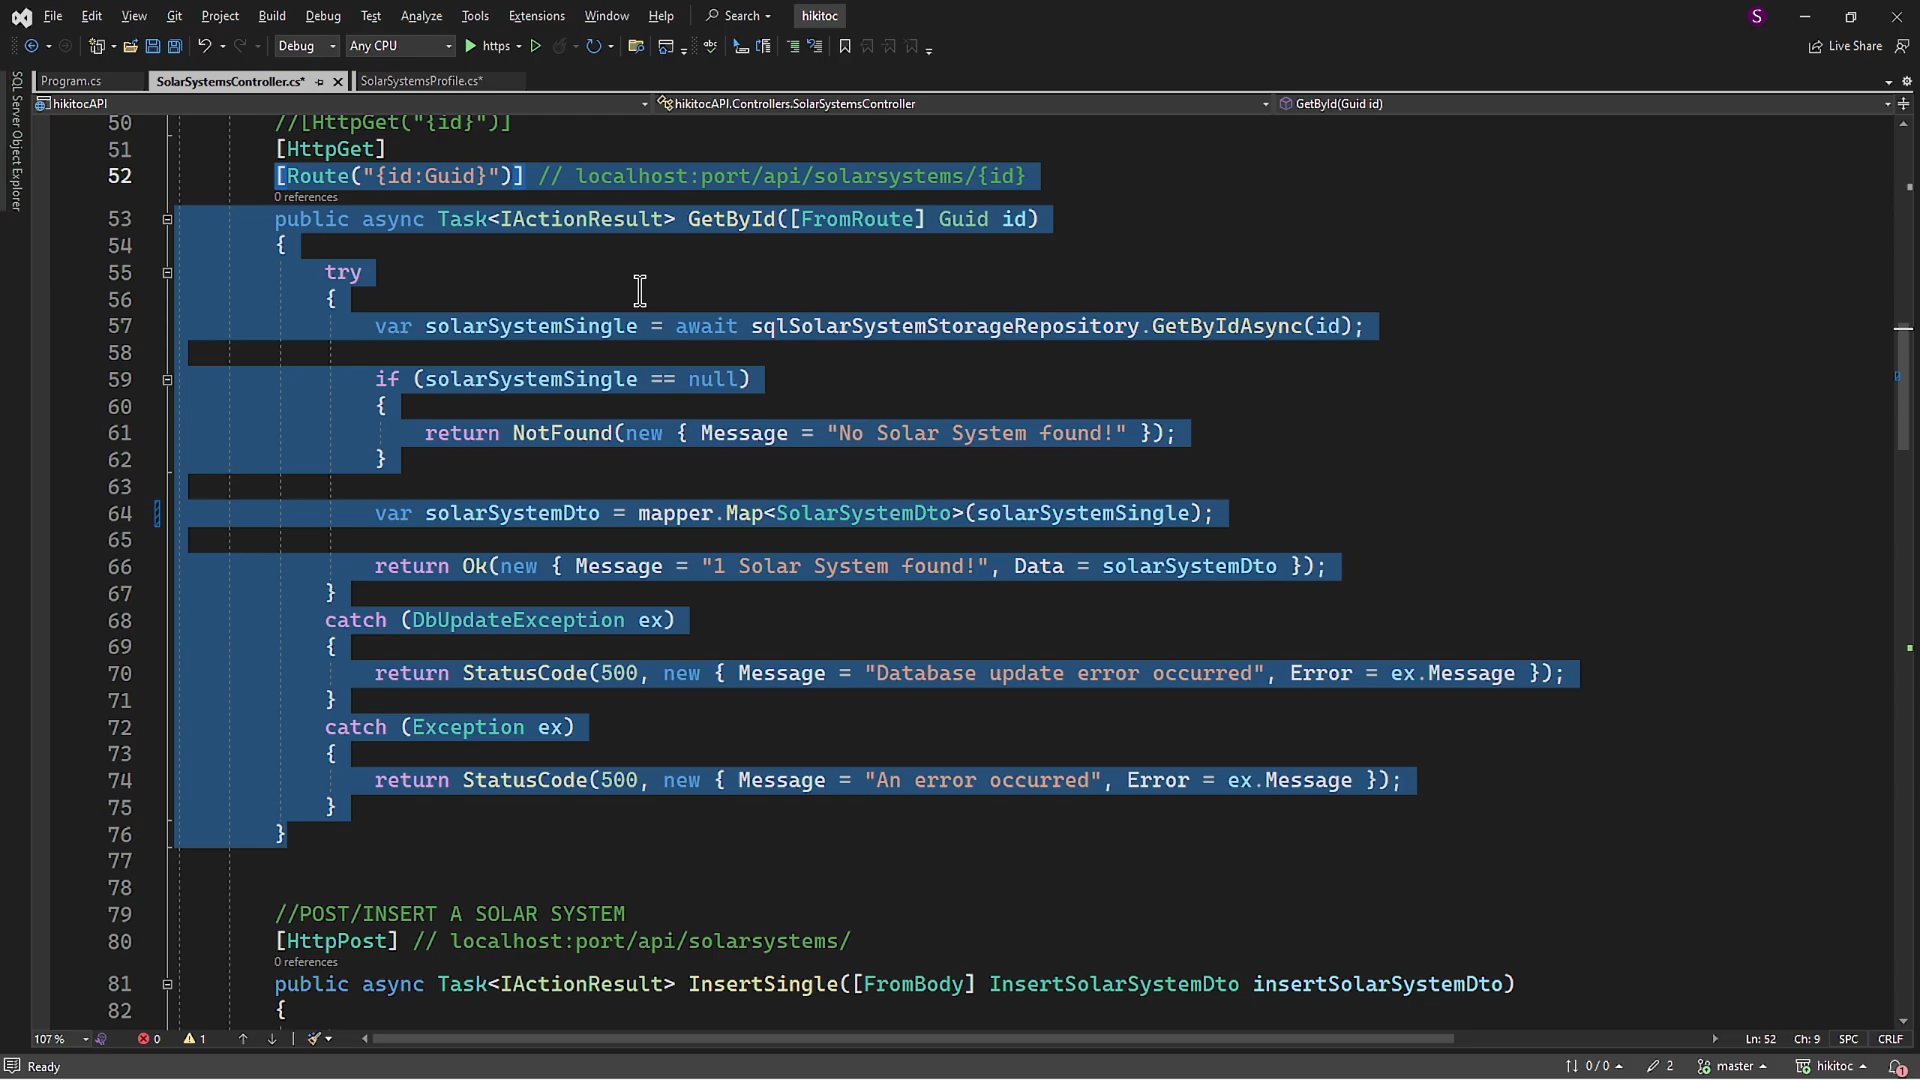 File Edit View Git Project Build Debug Test Analyze Tools Extensions Window Help Search hikitoc S
Debug Any CPU https Live Share
Program.cs SolarSystemsController.cs* SolarSystemsProfile.cs*
SQL Server Object Explorer
hikitocAPI hikitocAPI.Controllers.SolarSystemsController GetById(Guid id)
50 //[HttpGet("{id}")]
51 [HttpGet]
52 [Route("{id:Guid}")] // localhost:port/api/solarsystems/{id}
0 references
53 public async Task<IActionResult> GetById([FromRoute] Guid id)
54 {
55 try
56 {
57 var solarSystemSingle = await sqlSolarSystemStorageRepository.GetByIdAsync(id);
58
59 if (solarSystemSingle == null)
60 {
61 return NotFound(new { Message = "No Solar System found!" });
62 }
63
64 var solarSystemDto = mapper.Map<SolarSystemDto>(solarSystemSingle);
65
66 return Ok(new { Message = "1 Solar System found!", Data = solarSystemDto });
67 }
68 catch (DbUpdateException ex)
69 {
70 return StatusCode(500, new { Message = "Database update error occurred", Error = ex.Message });
71 }
72 catch (Exception ex)
73 {
74 return StatusCode(500, new { Message = "An error occurred", Error = ex.Message });
75 }
76 }
77
78
79 //POST/INSERT A SOLAR SYSTEM
80 [HttpPost] // localhost:port/api/solarsystems/
0 references
81 public async Task<IActionResult> InsertSingle([FromBody] InsertSolarSystemDto insertSolarSystemDto)
82 {
107 % 0 1 Ln: 52 Ch: 9 SPC CRLF
Ready 0 / 0 2 master hikitoc 1